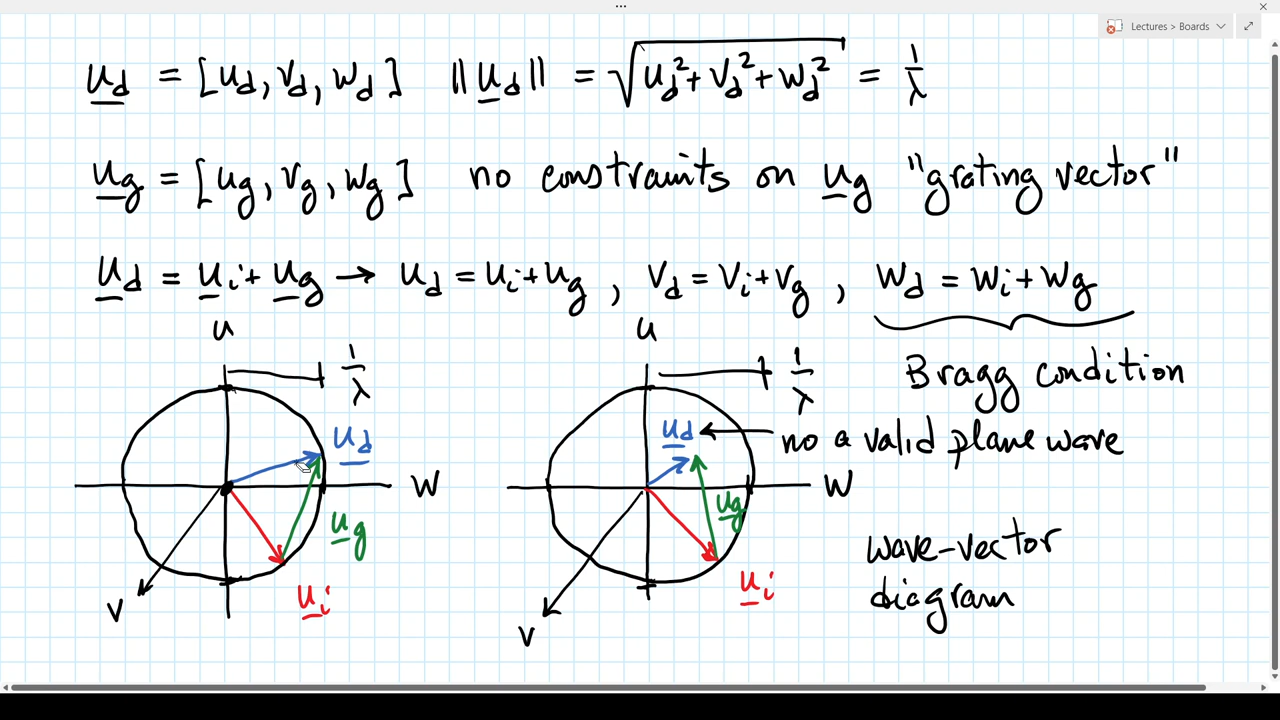 Lectures > Boards
u_d = [u_d, v_d, w_d] ||u_d|| = √(u_d² + v_d² + w_d²) = 1/λ
u_g = [u_g, v_g, w_g] no constraints on u_g "grating vector"
u_d = u_i + u_g → u_d = u_i + u_g , v_d = v_i + v_g , w_d = w_i + w_g
Bragg condition
u
1/λ
u_d
w
u_g
u_i
v
u
1/λ
u_d ← no a valid plane wave
w
u_g
u_i
v
wave-vector
diagram